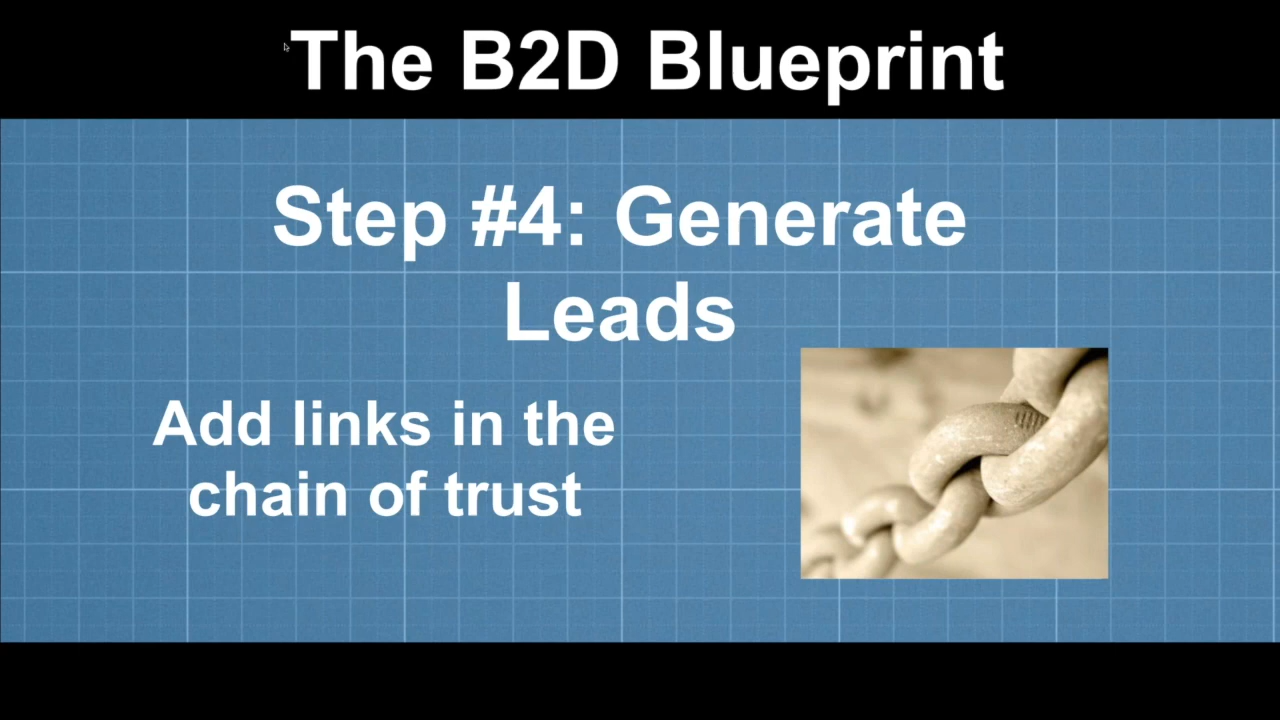 The B2D Blueprint
Step #4: Generate
Leads
Add links in the
chain of trust